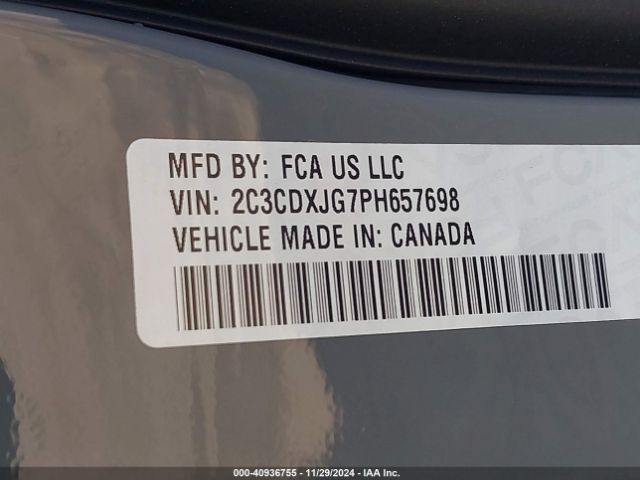 MFD BY: FCA US LLC
VIN: 2C3CDXJG7PH657698
VEHICLE MADE IN: CANADA
000-40936755 - 11/29/2024 - IAA Inc.